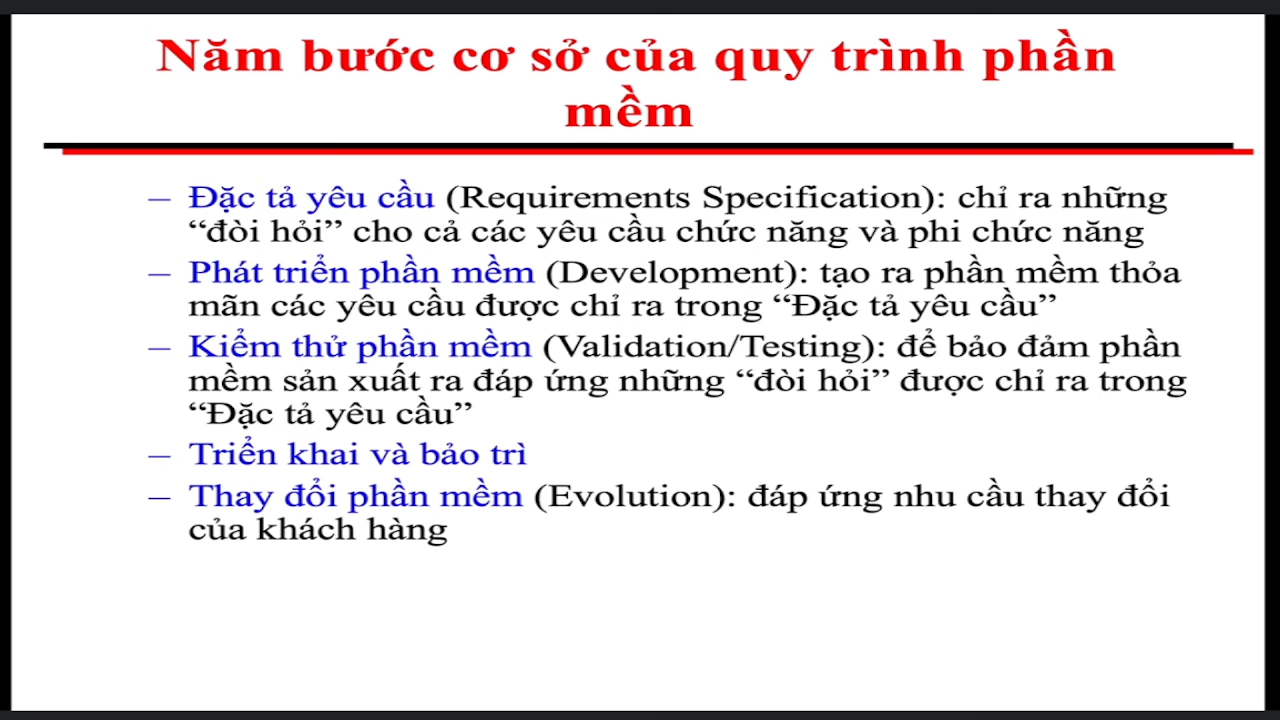 Năm bước cơ sở của quy trình phần
mềm
– Đặc tả yêu cầu (Requirements Specification): chỉ ra những
“đòi hỏi” cho cả các yêu cầu chức năng và phi chức năng
– Phát triển phần mềm (Development): tạo ra phần mềm thỏa
mãn các yêu cầu được chỉ ra trong “Đặc tả yêu cầu”
– Kiểm thử phần mềm (Validation/Testing): để bảo đảm phần
mềm sản xuất ra đáp ứng những “đòi hỏi” được chỉ ra trong
“Đặc tả yêu cầu”
– Triển khai và bảo trì
– Thay đổi phần mềm (Evolution): đáp ứng nhu cầu thay đổi
của khách hàng